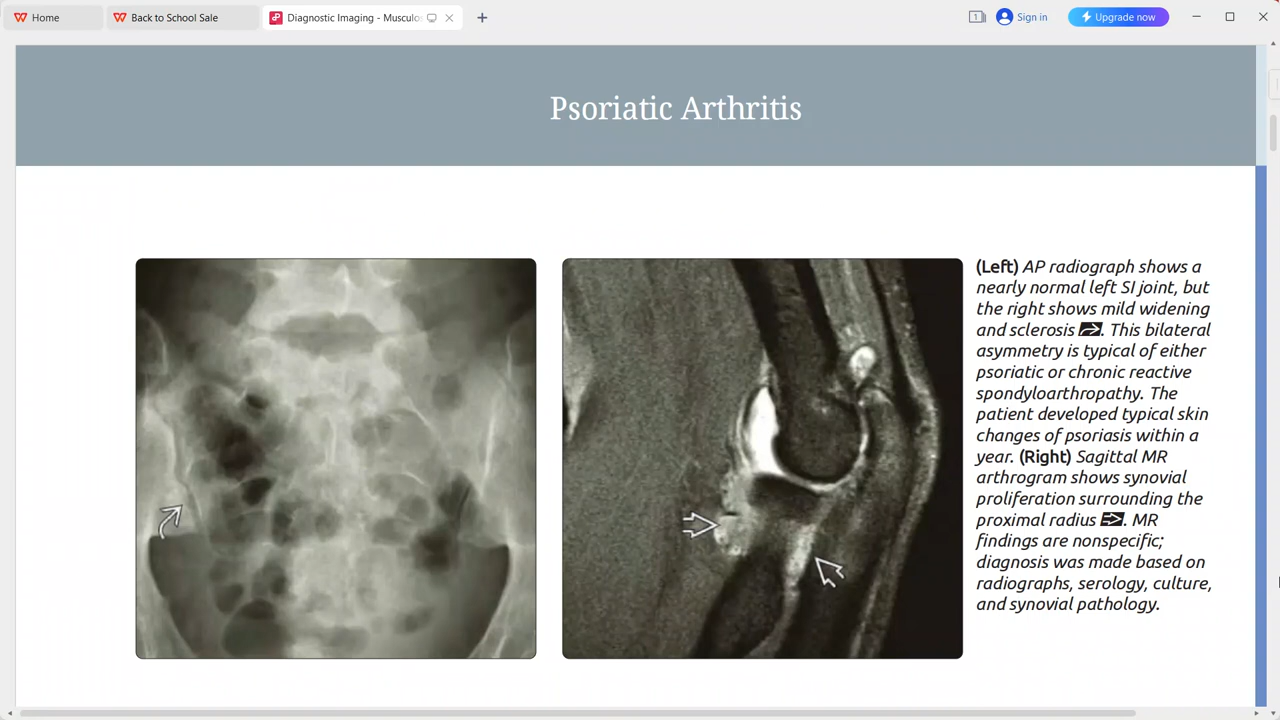 Home
Back to School Sale
Diagnostic Imaging - Musculo
1
Sign in
Upgrade now
Psoriatic Arthritis
(Left) AP radiograph shows a
nearly normal left SI joint, but
the right shows mild widening
and sclerosis. This bilateral
asymmetry is typical of either
psoriatic or chronic reactive
spondyloarthropathy. The
patient developed typical skin
changes of psoriasis within a
year. (Right) Sagittal MR
arthrogram shows synovial
proliferation surrounding the
proximal radius. MR
findings are nonspecific;
diagnosis was made based on
radiographs, serology, culture,
and synovial pathology.